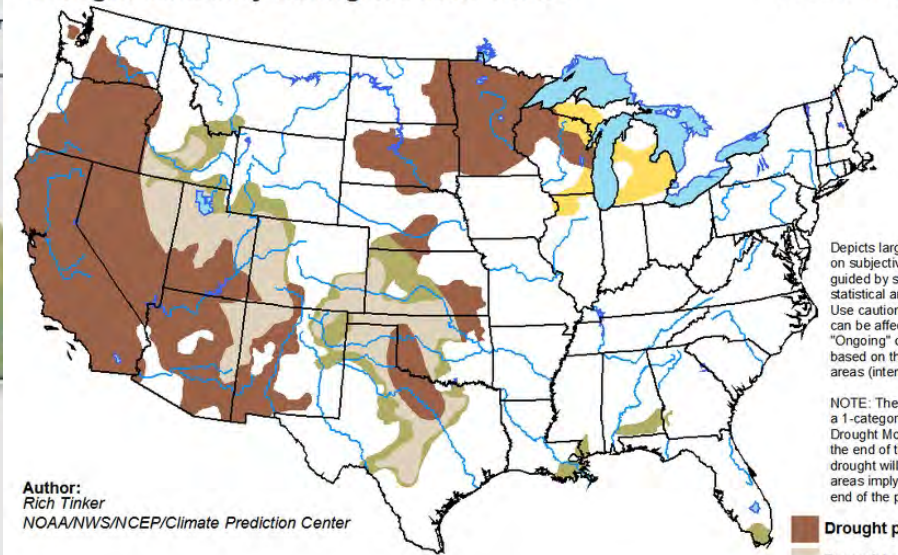 Depicts larg
on subjectiv
guided by s
statistical ar
Use caution
can be affe
"Ongoing" d
based on th
areas (inter
NOTE: The
a 1-categor
Drought Mo
the end of t
drought will
areas imply
end of the p
Author:
Rich Tinker
NOAA/NWS/NCEP/Climate Prediction Center
Drought p